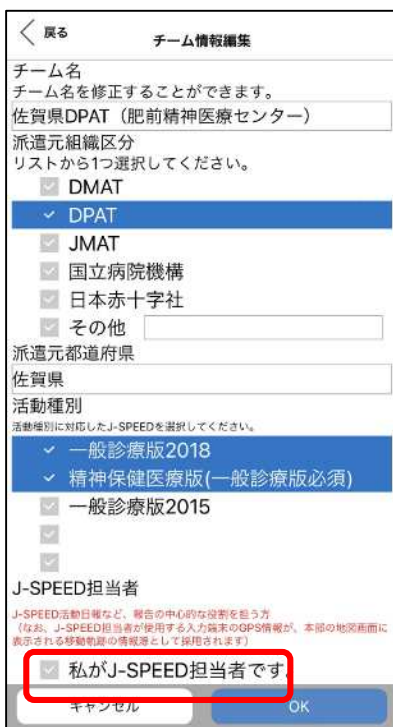 戻る
チーム情報編集
チーム名
チーム名を修正することができます。
佐賀県DPAT（肥前精神医療センター）
派遣元組織区分
リストから1つ選択してください。
DMAT
DPAT
JMAT
国立病院機構
日本赤十字社
その他
派遣元都道府県
佐賀県
活動種別
活動種別に対応したJ-SPEEDを選択してください。
一般診療版2018
精神保健医療版(一般診療版必須)
一般診療版2015
J-SPEED担当者
J-SPEED活動日報など、報告の中心的な役割を担う方
（なお、J-SPEED担当者が使用する入力端末のGPS情報が、本部の地図画面に
表示される移動軌跡の情報源として採用されます）
私がJ-SPEED担当者です。
キャンセル
OK